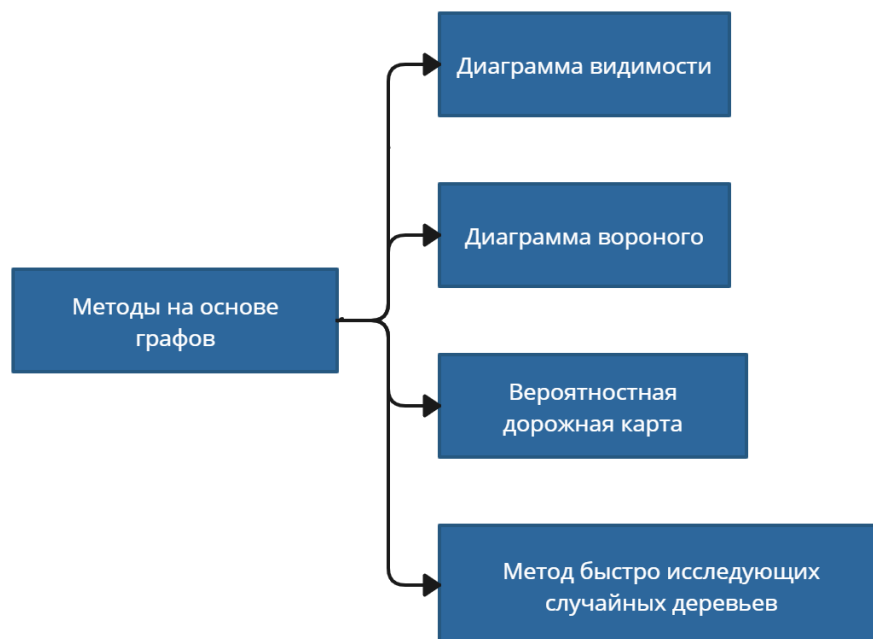 Диаграмма видимости
Диаграмма вороного
Методы на основе
графов
Вероятностная
дорожная карта
Метод быстро исследующих
случайных деревьев